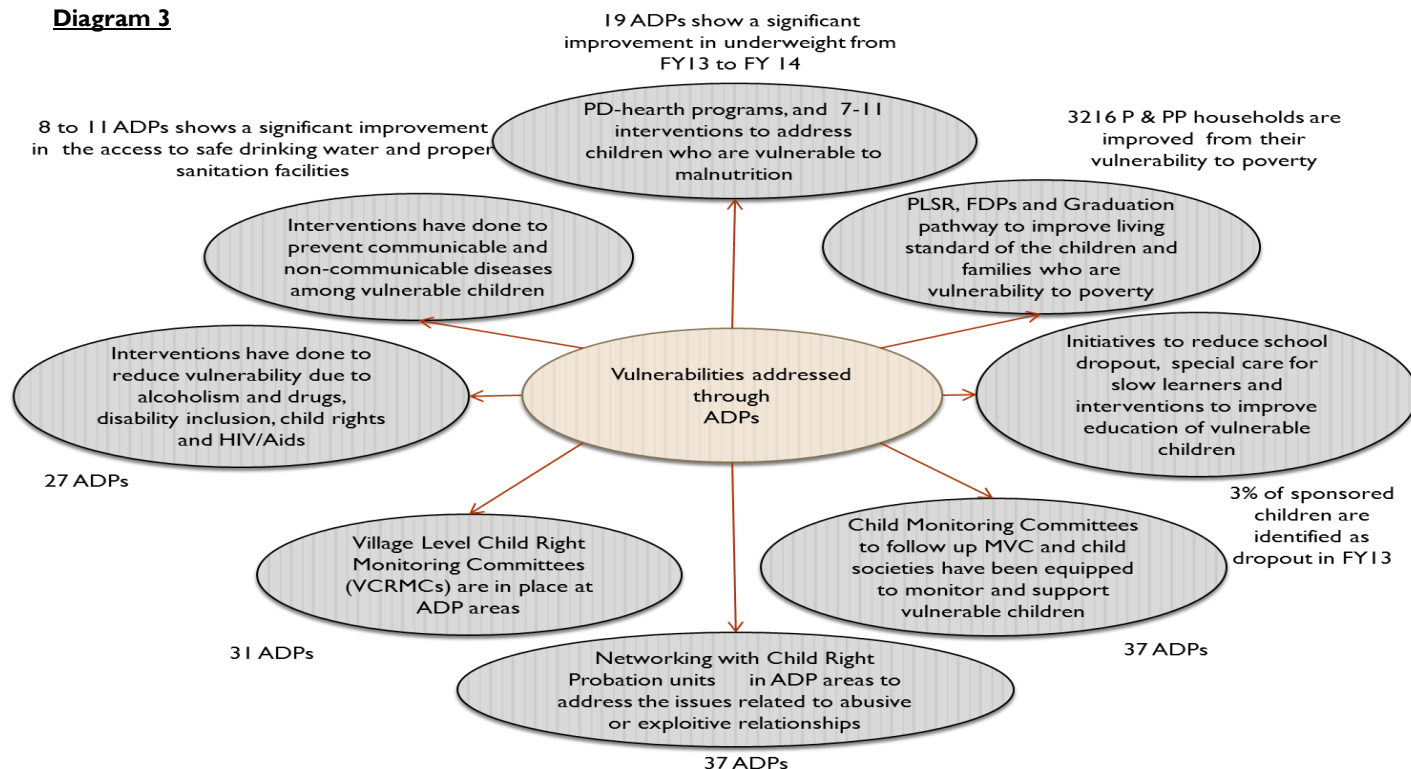 Diagram 3
19 ADPs show a significant
improvement in underweight from
FY13 to FY 14
8 to 11 ADPs shows a significant improvement
in the access to safe drinking water and proper
sanitation facilities
PD-hearth programs, and 7-11
interventions to address
children who are vulnerable to
malnutrition
3216 P & PP households are
improved from their
vulnerability to poverty
Interventions have done to
prevent communicable and
non-communicable diseases
among vulnerable children
PLSR, FDPs and Graduation
pathway to improve living
standard of the children and
families who are
vulnerability to poverty
Interventions have done to
reduce vulnerability due to
alcoholism and drugs,
disability inclusion, child rights
and HIV/Aids
27 ADPs
Vulnerabilities addressed
through
ADPs
Initiatives to reduce school
dropout, special care for
slow learners and
interventions to improve
education of vulnerable
children
3% of sponsored
children are
identified as
dropout in FY13
Village Level Child Right
Monitoring Committees
(VCRMCs) are in place at
ADP areas
31 ADPs
Child Monitoring Committees
to follow up MVC and child
societies have been equipped
to monitor and support
vulnerable children
37 ADPs
Networking with Child Right
Probation units in ADP areas to
address the issues related to abusive
or exploitive relationships
37 ADPs